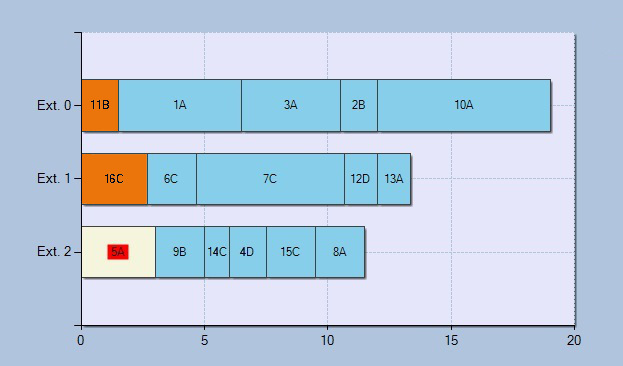 Ext. 0 11B 1A 3A 2B 10A
Ext. 1 16C 6C 7C 12D 13A
Ext. 2 5A 9B 14C 4D 15C 8A
0 5 10 15 20